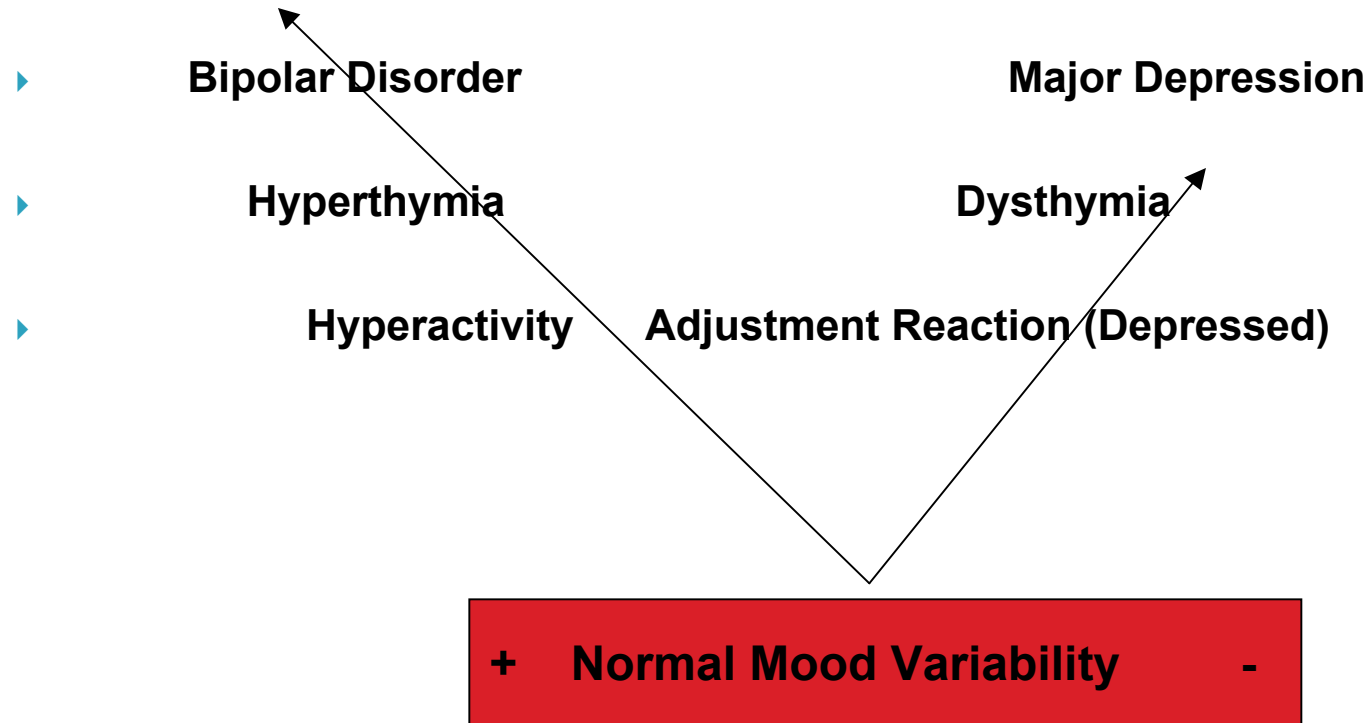 Bipolar Disorder Major Depression
Hyperthymia Dysthymia
Hyperactivity Adjustment Reaction (Depressed)
+ Normal Mood Variability -